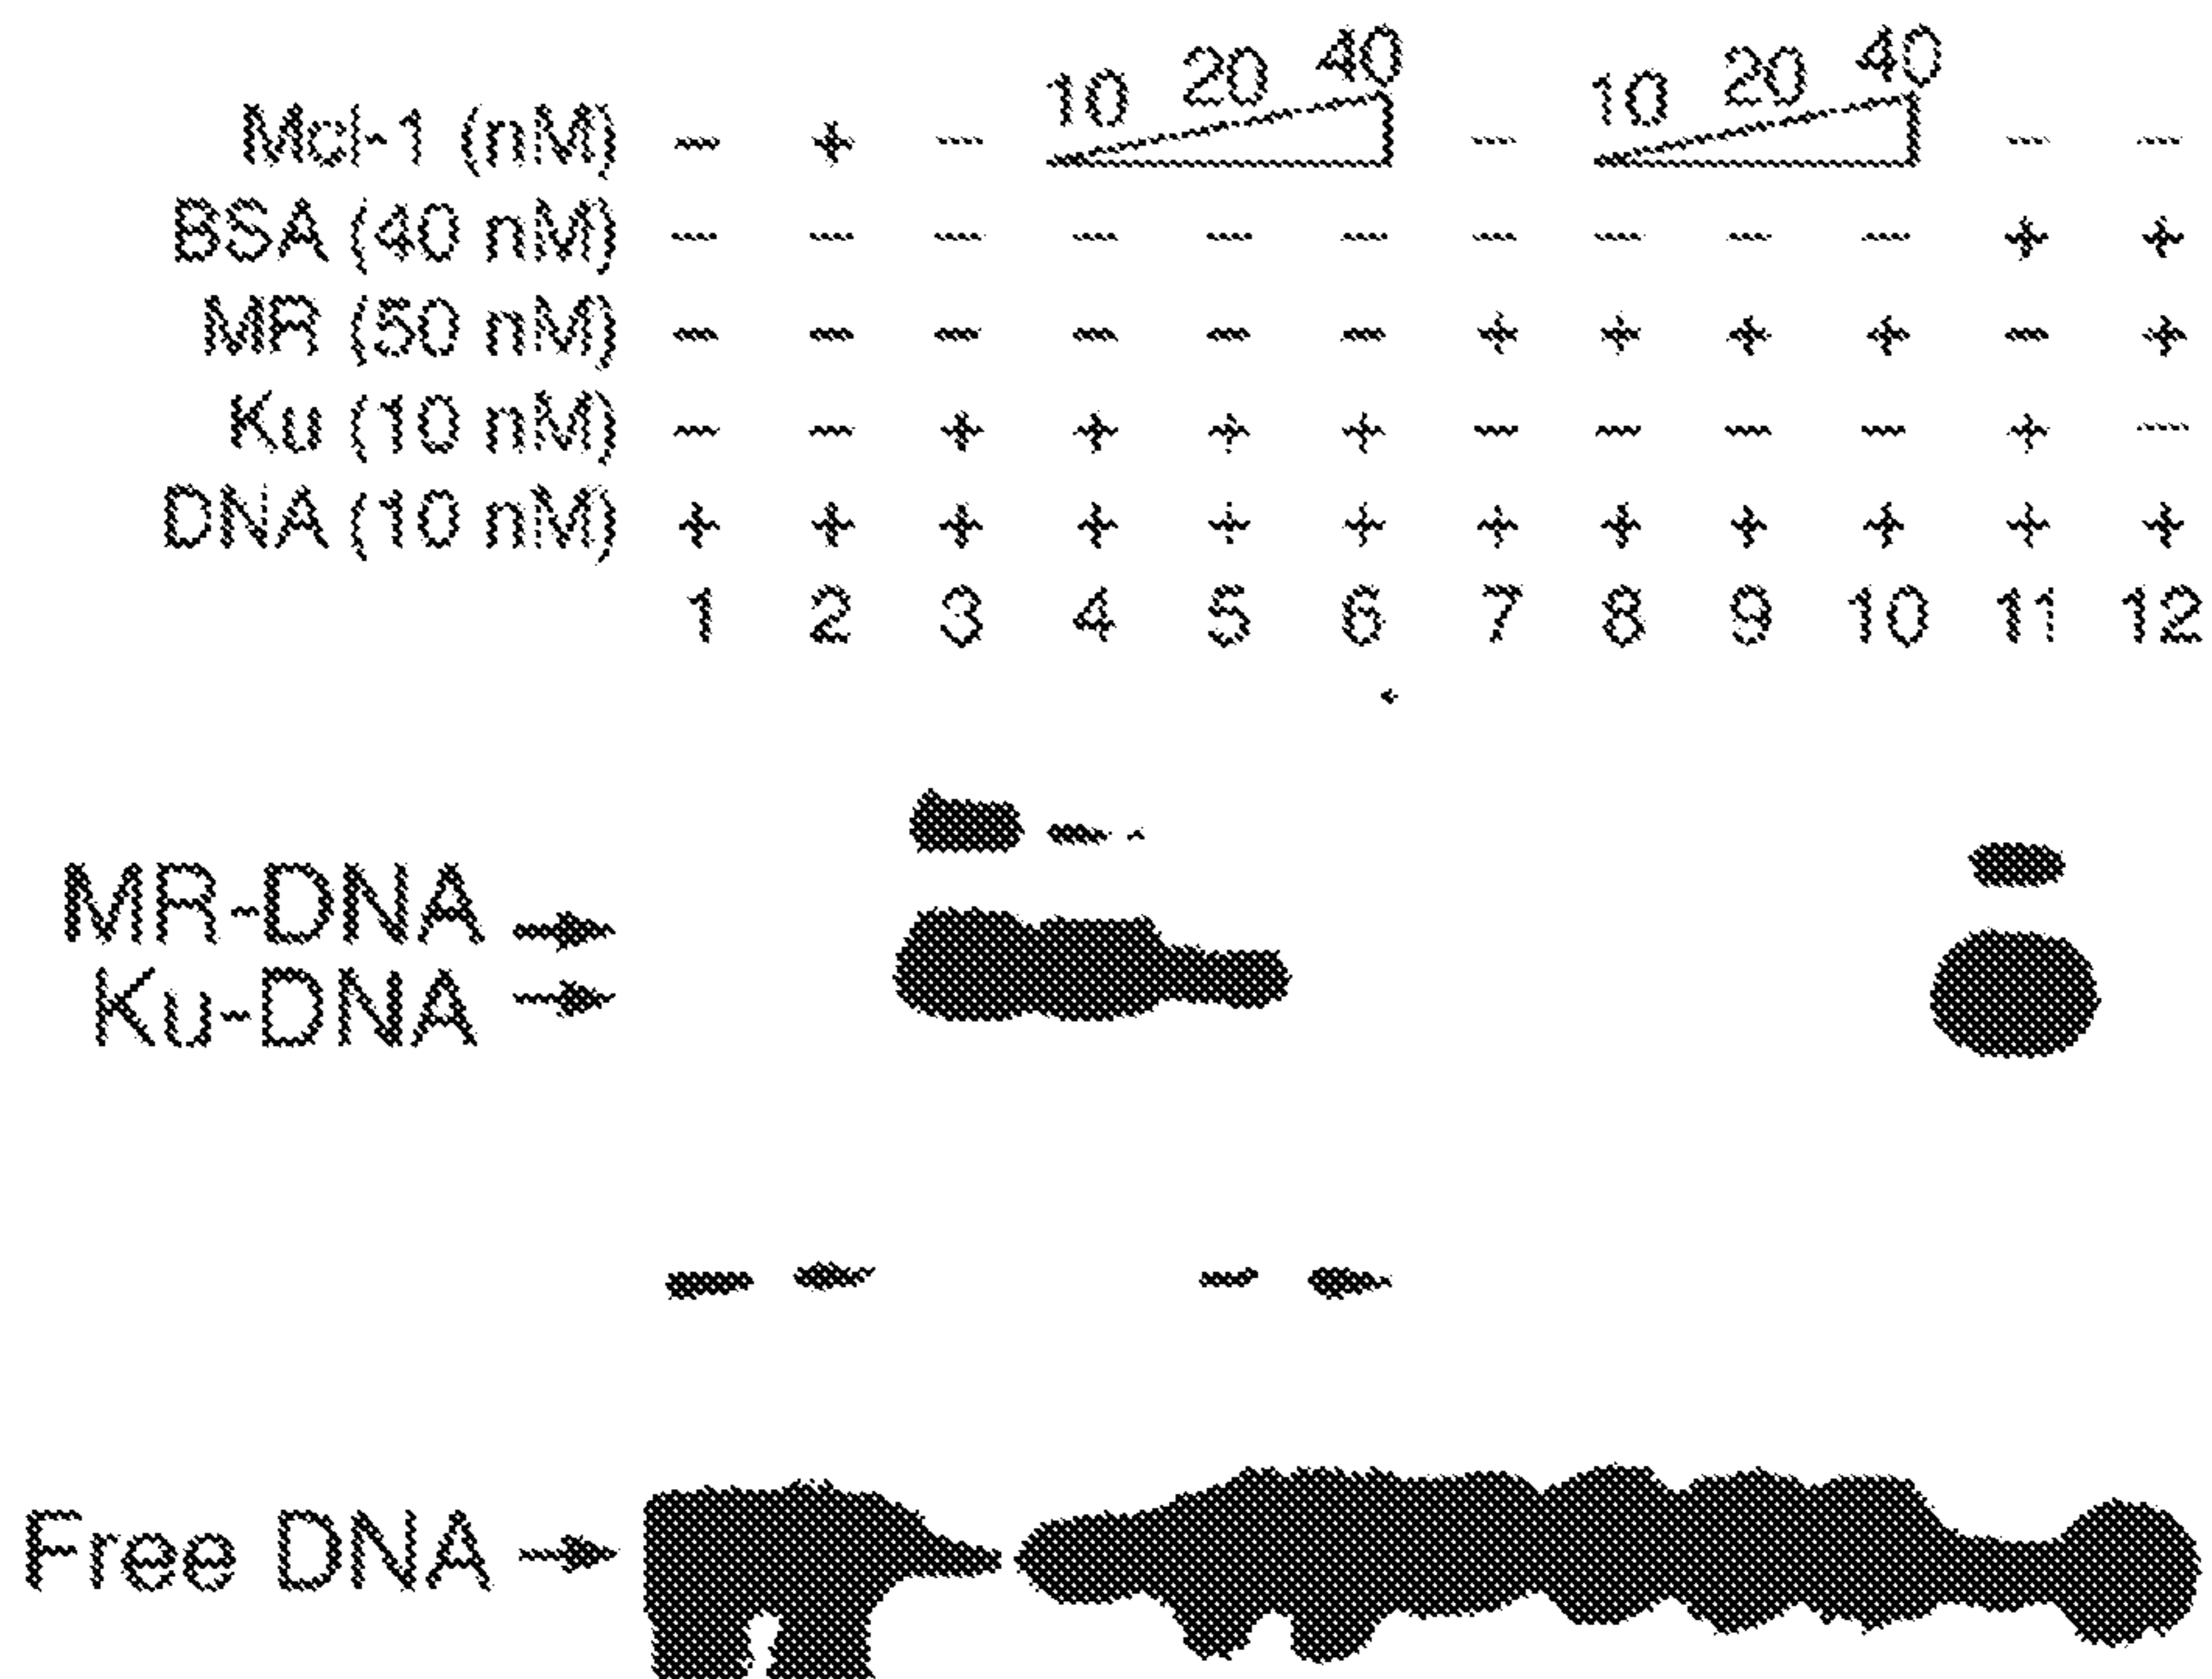 10 20 40 10 20 40
Mcl-1 (nM) - + - - - -
BSA (40 nM) - - - - - - - - - - + +
MR (50 nM) - - - - - - + + + + - +
Ku (10 nM) - - + + + + - - - - + -
DNA (10 nM) + + + + + + + + + + + +
1 2 3 4 5 6 7 8 9 10 11 12
MR-DNA →
Ku-DNA →
Free DNA →